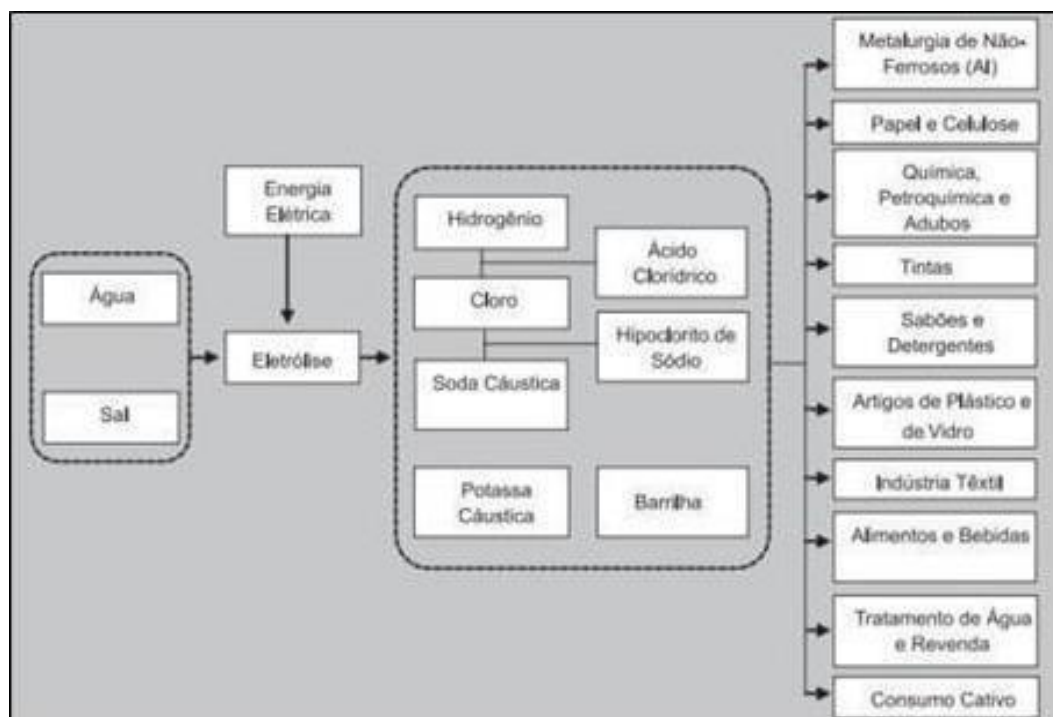 Água
Sal
Energia
Elétrica
Eletrólise
Hidrogênio
Cloro
Soda Cáustica
Potassa
Cáustica
Ácido
Clorídrico
Hipoclorito de
Sódio
Barrilha
Metalurgia de Não-
Ferrosos (Al)
Papel e Celulose
Química,
Petroquímica e
Adubos
Tintas
Sabões e
Detergentes
Artigos de Plástico e
de Vidro
Indústria Têxtil
Alimentos e Bebidas
Tratamento de Água
e Revenda
Consumo Cativo